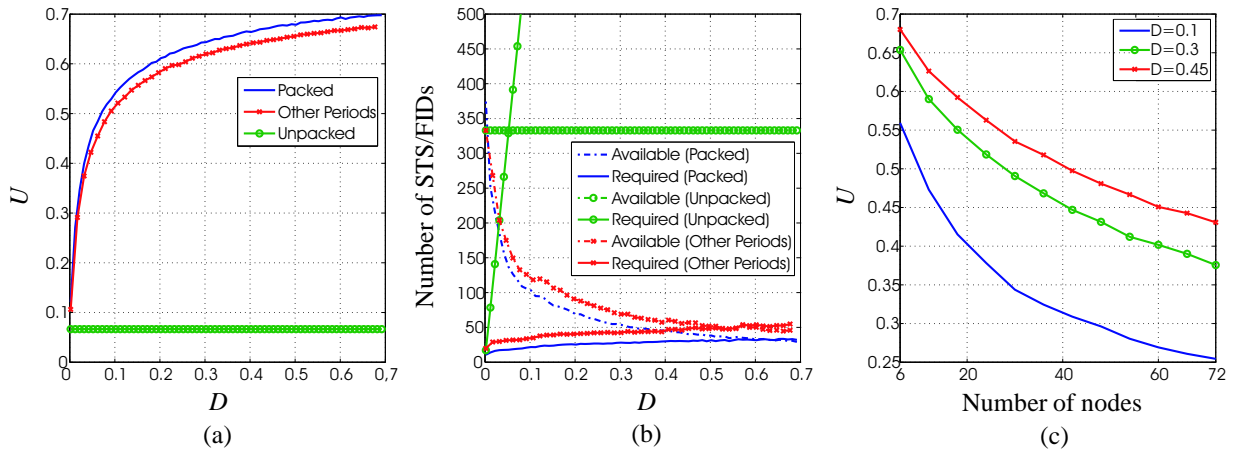 0.7
0.6
0.5
0.4
0.3
0.2
0.1
0
U
Packed
Other Periods
Unpacked
0 0.1 0.2 0.3 0.4 0.5 0.6 0,7
D
(a)
500
450
400
350
300
250
200
150
100
50
0
Number of STS/FIDs
Available (Packed)
Required (Packed)
Available (Unpacked)
Required (Unpacked)
Available (Other Periods)
Required (Other Periods)
0 0.1 0.2 0.3 0.4 0.5 0.6 0.7
D
(b)
0.7
0.65
0.6
0.55
0.5
0.45
0.4
0.35
0.3
0.25
U
D=0.1
D=0.3
D=0.45
6 20 40 60 72
Number of nodes
(c)